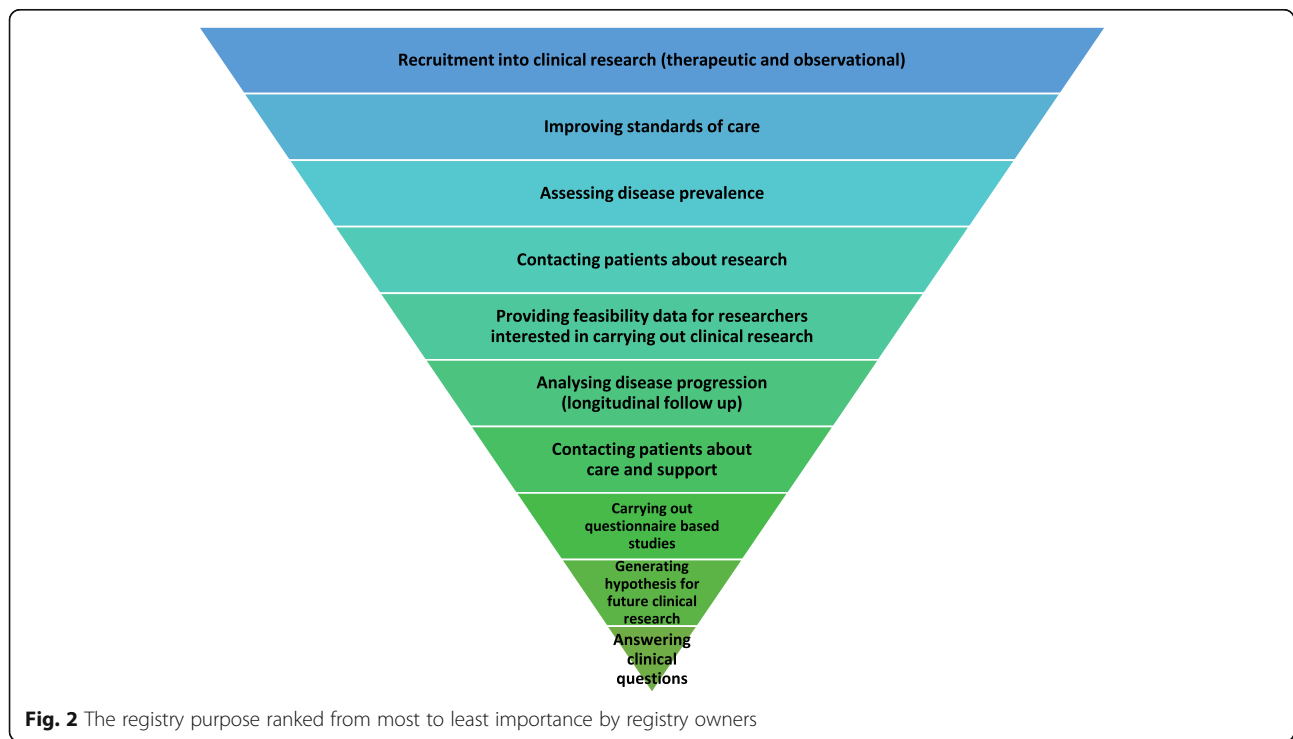 Recruitment into clinical research (therapeutic and observational)
Improving standards of care
Assessing disease prevalence
Contacting patients about research
Providing feasibility data for researchers
interested in carrying out clinical research
Analysing disease progression
(longitudinal follow up)
Contacting patients about
care and support
Carrying out
questionnaire based
studies
Generating
hypothesis for
future clinical
research
Answering
clinical
questions
Fig. 2 The registry purpose ranked from most to least importance by registry owners